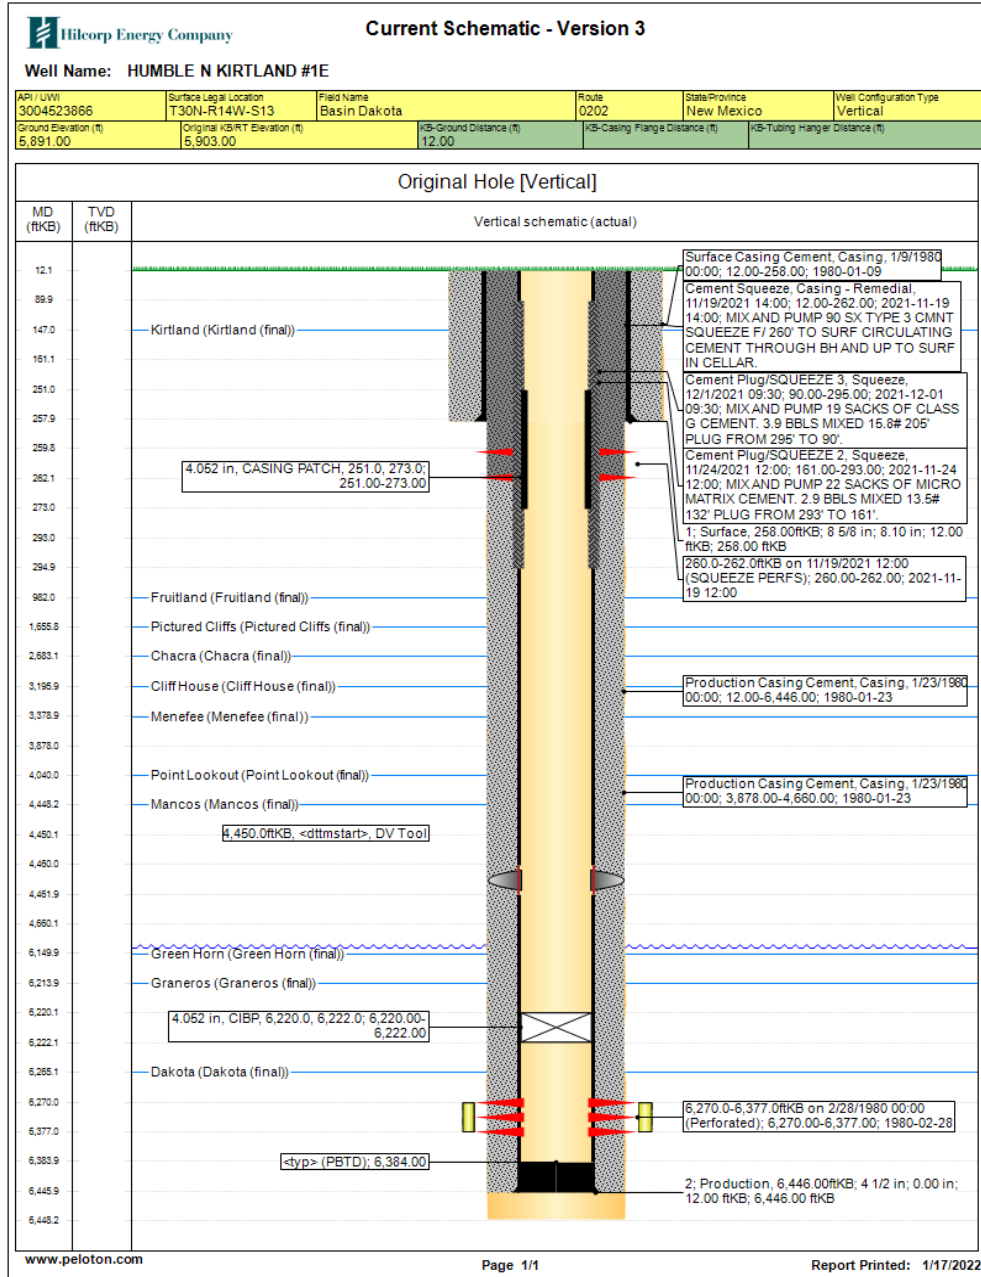 Hilcorp Energy Company
Current Schematic - Version 3
Well Name: HUMBLE N KIRTLAND #1E
API / UWI
3004523866
Surface Legal Location
T30N-R14W-S13
Field Name
Basin Dakota
Route
0202
State/Province
New Mexico
Well Configuration Type
Vertical
Ground Elevation (ft)
5,891.00
Original KB/RT Elevation (ft)
5,903.00
KB-Ground Distance (ft)
12.00
KB-Casing Flange Distance (ft)
KB-Tubing Hanger Distance (ft)
Original Hole [Vertical]
MD
(ftKB)
TVD
(ftKB)
Vertical schematic (actual)
12.1
89.9
147.0
161.1
251.0
257.9
259.8
262.1
273.0
293.0
294.9
982.0
1,655.8
2,683.1
3,195.9
3,378.9
3,878.0
4,040.0
4,448.2
4,450.1
4,460.0
4,461.9
4,660.1
6,149.9
6,213.9
6,220.1
6,222.1
6,265.1
6,270.0
6,377.0
6,383.9
6,445.9
6,448.2
Kirtland (Kirtland (final))
4.052 in, CASING PATCH, 251.0, 273.0;
251.00-273.00
Fruitland (Fruitland (final))
Pictured Cliffs (Pictured Cliffs (final))
Chacra (Chacra (final))
Cliff House (Cliff House (final))
Menefee (Menefee (final))
Point Lookout (Point Lookout (final))
Mancos (Mancos (final))
4,450.0ftKB, <dttmstart>, DV Tool
Green Horn (Green Horn (final))
Graneros (Graneros (final))
4.052 in, CIBP, 6,220.0, 6,222.0; 6,220.00-
6,222.00
Dakota (Dakota (final))
<typ> (PBTD); 6,384.00
Surface Casing Cement, Casing, 1/9/1980
00:00; 12.00-258.00; 1980-01-09
Cement Squeeze, Casing - Remedial,
11/19/2021 14:00; 12.00-262.00; 2021-11-19
14:00; MIX AND PUMP 90 SX TYPE 3 CMNT
SQUEEZE F/ 260' TO SURF CIRCULATING
CEMENT THROUGH BH AND UP TO SURF
IN CELLAR.
Cement Plug/SQUEEZE 3, Squeeze,
12/1/2021 09:30; 90.00-295.00; 2021-12-01
09:30; MIX AND PUMP 19 SACKS OF CLASS
G CEMENT. 3.9 BBLS MIXED 15.8# 205'
PLUG FROM 295' TO 90'.
Cement Plug/SQUEEZE 2, Squeeze,
11/24/2021 12:00; 161.00-293.00; 2021-11-24
12:00; MIX AND PUMP 22 SACKS OF MICRO
MATRIX CEMENT. 2.9 BBLS MIXED 13.5#
132' PLUG FROM 293' TO 161'.
1; Surface, 258.00ftKB; 8 5/8 in; 8.10 in; 12.00
ftKB; 258.00 ftKB
260.0-262.0ftKB on 11/19/2021 12:00
(SQUEEZE PERFS); 260.00-262.00; 2021-11-
19 12:00
Production Casing Cement, Casing, 1/23/1980
00:00; 12.00-6,446.00; 1980-01-23
Production Casing Cement, Casing, 1/23/1980
00:00; 3,878.00-4,660.00; 1980-01-23
6,270.0-6,377.0ftKB on 2/28/1980 00:00
(Perforated); 6,270.00-6,377.00; 1980-02-28
2; Production, 6,446.00ftKB; 4 1/2 in; 0.00 in;
12.00 ftKB; 6,446.00 ftKB
www.peloton.com
Page 1/1
Report Printed: 1/17/2022